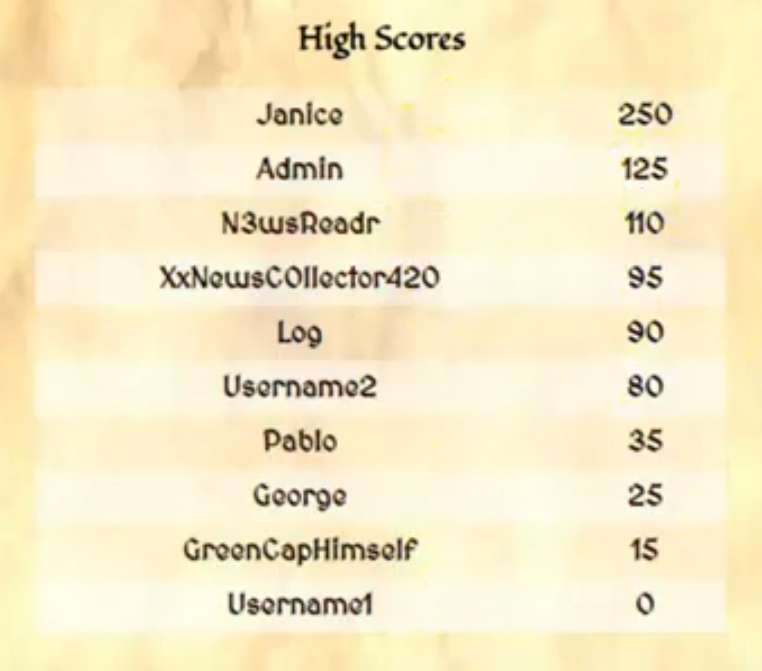 High Scores
Janice 250
Admin 125
N3wsReadr 110
XxNewsC0llector420 95
Log 90
Username2 80
Pablo 35
George 25
GreenCapHimself 15
Username1 0